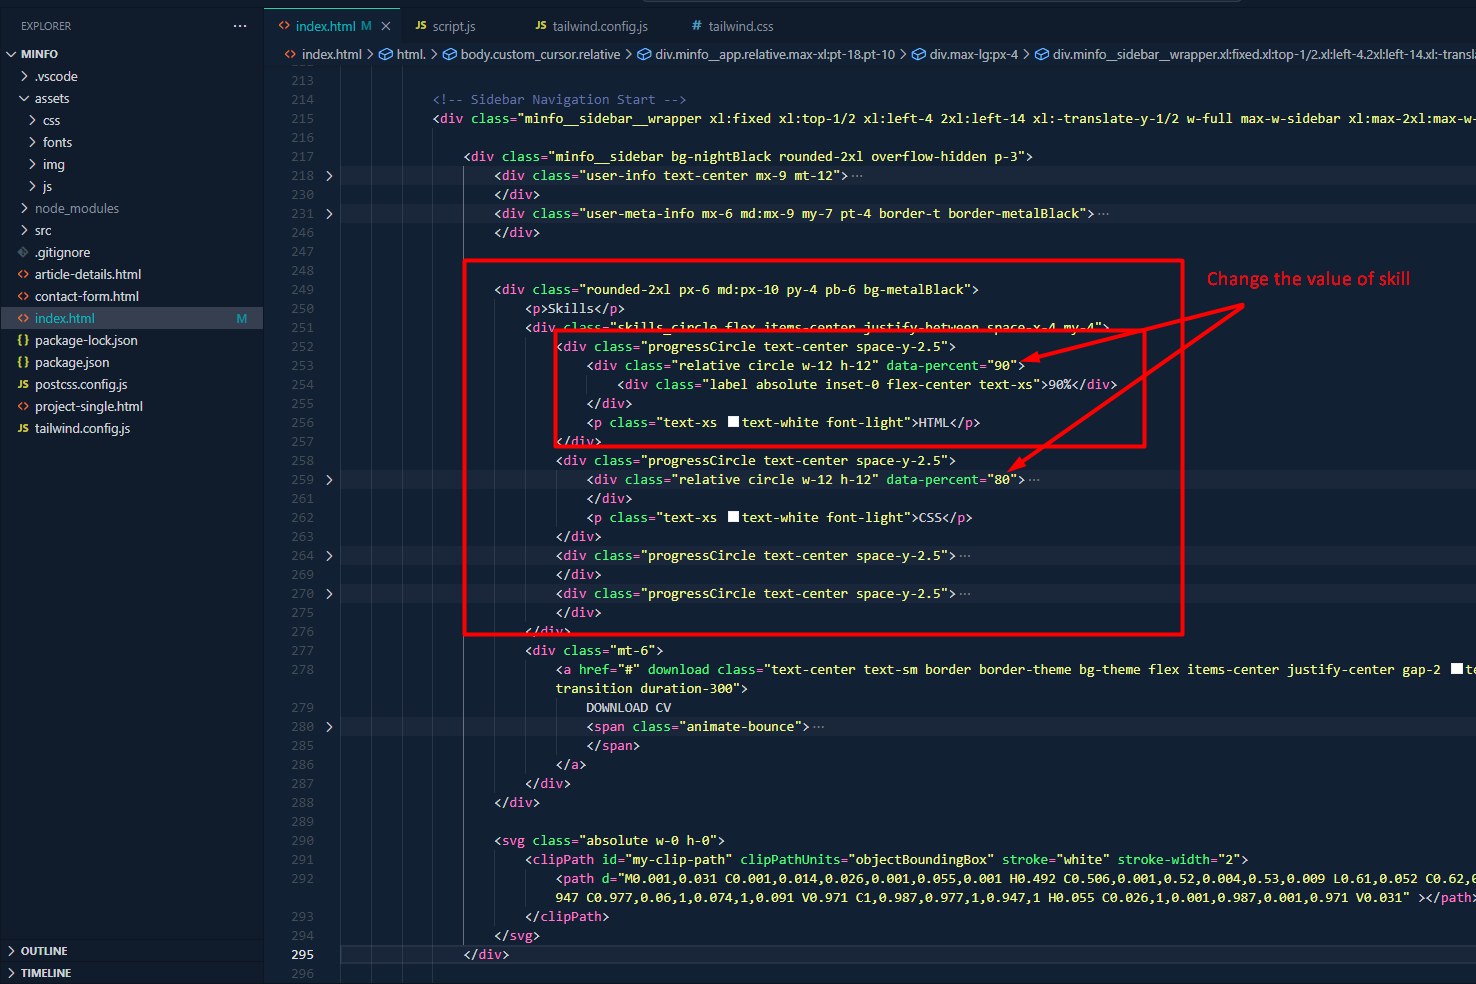 EXPLORER ···
MINFO
.vscode
assets
css
fonts
img
js
node_modules
src
.gitignore
article-details.html
contact-form.html
index.html M
package-lock.json
package.json
postcss.config.js
project-single.html
tailwind.config.js
OUTLINE
TIMELINE
index.html M
JS script.js
JS tailwind.config.js
# tailwind.css
index.html > html. > body.custom_cursor.relative > div.minfo__app.relative.max-xl:pt-18.pt-10 > div.max-lg:px-4 > div.minfo__sidebar__wrapper.xl:fixed.xl:top-1/2.xl:left-4.2xl:left-14.xl:-transl
213
214 <!-- Sidebar Navigation Start -->
215 <div class="minfo__sidebar__wrapper xl:fixed xl:top-1/2 xl:left-4 2xl:left-14 xl:-translate-y-1/2 w-full max-w-sidebar xl:max-2xl:max-w-
216
217 <div class="minfo__sidebar bg-nightBlack rounded-2xl overflow-hidden p-3">
218 <div class="user-info text-center mx-9 mt-12">···
230 </div>
231 <div class="user-meta-info mx-6 md:mx-9 my-7 pt-4 border-t border-metalBlack">···
246 </div>
247
248
249 <div class="rounded-2xl px-6 md:px-10 py-4 pb-6 bg-metalBlack">
250 <p>Skills</p>
251 <div class="skills_circle flex items-center justify-between space-x-4 my-4">
252 <div class="progressCircle text-center space-y-2.5">
253 <div class="relative circle w-12 h-12" data-percent="90">
254 <div class="label absolute inset-0 flex-center text-xs">90%</div>
255 </div>
256 <p class="text-xs text-white font-light">HTML</p>
257 </div>
258 <div class="progressCircle text-center space-y-2.5">
259 <div class="relative circle w-12 h-12" data-percent="80">···
261 </div>
262 <p class="text-xs text-white font-light">CSS</p>
263 </div>
264 <div class="progressCircle text-center space-y-2.5">···
269 </div>
270 <div class="progressCircle text-center space-y-2.5">···
275 </div>
276 </div>
277 <div class="mt-6">
278 <a href="#" download class="text-center text-sm border border-theme bg-theme flex items-center justify-center gap-2 te
transition duration-300">
279 DOWNLOAD CV
280 <span class="animate-bounce">···
285 </span>
286 </a>
287 </div>
288 </div>
289
290 <svg class="absolute w-0 h-0">
291 <clipPath id="my-clip-path" clipPathUnits="objectBoundingBox" stroke="white" stroke-width="2">
292 <path d="M0.001,0.031 C0.001,0.014,0.026,0.001,0.055,0.001 H0.492 C0.506,0.001,0.52,0.004,0.53,0.009 L0.61,0.052 C0.62,0
947 C0.977,0.06,1,0.074,1,0.091 V0.971 C1,0.987,0.977,1,0.947,1 H0.055 C0.026,1,0.001,0.987,0.001,0.971 V0.031" ></path>
293 </clipPath>
294 </svg>
295 </div>
296
Change the value of skill